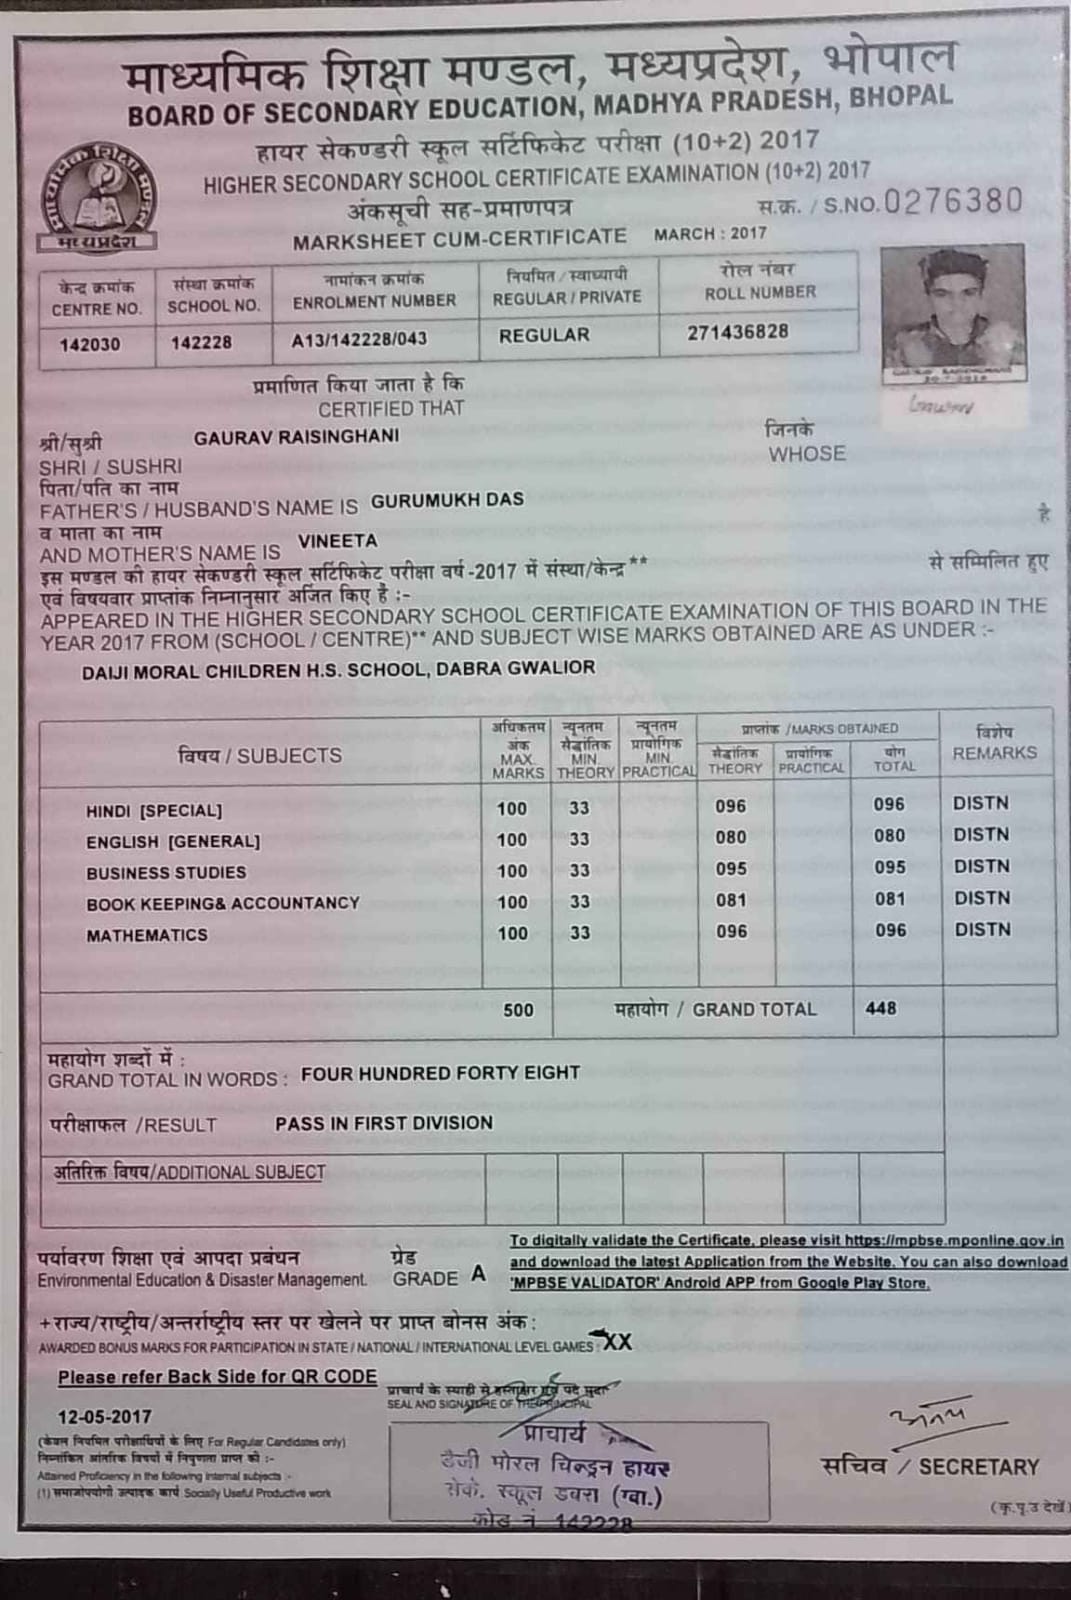 माध्यमिक शिक्षा मण्डल, मध्यप्रदेश, भोपाल
BOARD OF SECONDARY EDUCATION, MADHYA PRADESH, BHOPAL
हायर सेकण्डरी स्कूल सर्टिफिकेट परीक्षा (10+2) 2017
HIGHER SECONDARY SCHOOL CERTIFICATE EXAMINATION (10+2) 2017
अंकसूची सह-प्रमाणपत्र
स.क्र. / S.NO. 0276380
MARKSHEET CUM-CERTIFICATE MARCH : 2017
माध्यमिक शिक्षा मण्डल
मध्यप्रदेश
केन्द्र क्रमांक संस्था क्रमांक नामांकन क्रमांक नियमित / स्वाध्यायी रोल नंबर
CENTRE NO. SCHOOL NO. ENROLMENT NUMBER REGULAR / PRIVATE ROLL NUMBER
142030 142228 A13/142228/043 REGULAR 271436828
प्रमाणित किया जाता है कि
CERTIFIED THAT
श्री/सुश्री GAURAV RAISINGHANI जिनके
SHRI / SUSHRI WHOSE
पिता/पति का नाम
FATHER'S / HUSBAND'S NAME IS GURUMUKH DAS है
व माता का नाम
AND MOTHER'S NAME IS VINEETA
इस मण्डल की हायर सेकण्डरी स्कूल सर्टिफिकेट परीक्षा वर्ष -2017 में संस्था/केन्द्र** से सम्मिलित हुए
एवं विषयवार प्राप्तांक निम्नानुसार अर्जित किए है :-
APPEARED IN THE HIGHER SECONDARY SCHOOL CERTIFICATE EXAMINATION OF THIS BOARD IN THE
YEAR 2017 FROM (SCHOOL / CENTRE)** AND SUBJECT WISE MARKS OBTAINED ARE AS UNDER :-
DAIJI MORAL CHILDREN H.S. SCHOOL, DABRA GWALIOR
विषय / SUBJECTS
अधिकतम अंक MAX. MARKS
न्यूनतम सैद्धांतिक MIN. THEORY
न्यूनतम प्रायोगिक MIN. PRACTICAL
प्राप्तांक /MARKS OBTAINED
सैद्धांतिक THEORY
प्रायोगिक PRACTICAL
योग TOTAL
विशेष REMARKS
HINDI [SPECIAL] 100 33 096 096 DISTN
ENGLISH [GENERAL] 100 33 080 080 DISTN
BUSINESS STUDIES 100 33 095 095 DISTN
BOOK KEEPING& ACCOUNTANCY 100 33 081 081 DISTN
MATHEMATICS 100 33 096 096 DISTN
500 महायोग / GRAND TOTAL 448
महायोग शब्दों में :
GRAND TOTAL IN WORDS : FOUR HUNDRED FORTY EIGHT
परीक्षाफल /RESULT PASS IN FIRST DIVISION
अतिरिक्त विषय/ADDITIONAL SUBJECT
पर्यावरण शिक्षा एवं आपदा प्रबंधन ग्रेड
Environmental Education & Disaster Management. GRADE A
To digitally validate the Certificate, please visit https://mpbse.mponline.gov.in
and download the latest Application from the Website. You can also download
'MPBSE VALIDATOR' Android APP from Google Play Store.
+राज्य/राष्ट्रीय/अन्तर्राष्ट्रीय स्तर पर खेलने पर प्राप्त बोनस अंक :
AWARDED BONUS MARKS FOR PARTICIPATION IN STATE / NATIONAL / INTERNATIONAL LEVEL GAMES : XX
Please refer Back Side for QR CODE
12-05-2017
(केवल नियमित परीक्षार्थियों के लिए For Regular Candidates only)
निम्नांकित आंतरिक विषयों में निपुणता प्राप्त की :-
Attained Proficiency in the following internal subjects :-
(1) समाजोपयोगी उत्पादक कार्य Socially Useful Productive work
प्राचार्य के स्याही से हस्ताक्षर एवं पद मुद्रा
SEAL AND SIGNATURE OF THE PRINCIPAL
प्राचार्य
डैजी मोरल चिल्ड्रन हायर
सेके. स्कूल डबरा (ग्वा.)
कोड नं 142228
सचिव / SECRETARY
(कृ.पृ.उ देखें)